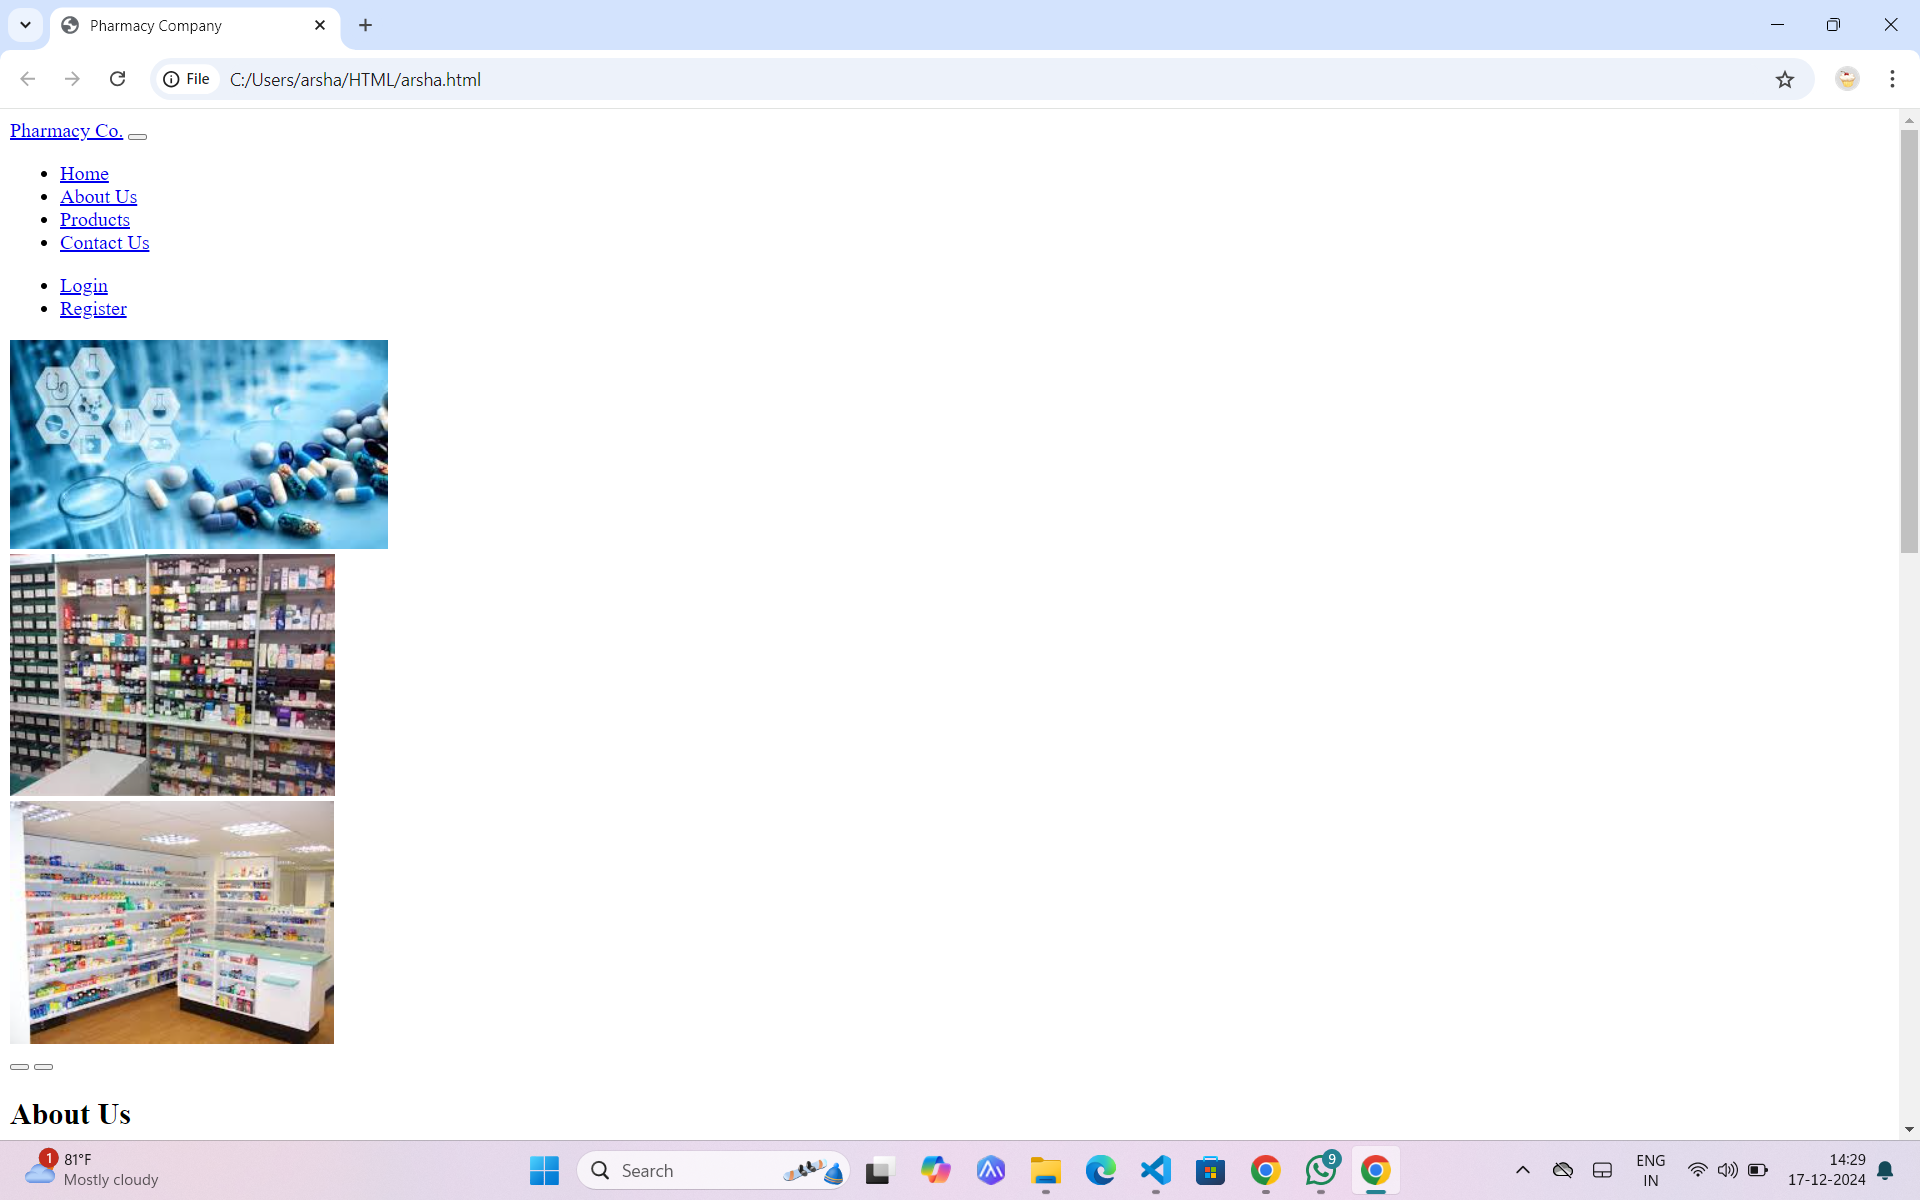 Pharmacy Company
File
C:/Users/arsha/HTML/arsha.html
Pharmacy Co.
Home
About Us
Products
Contact Us
Login
Register
About Us
1
81°F
Mostly cloudy
Search
9
ENG
IN
14:29
17-12-2024